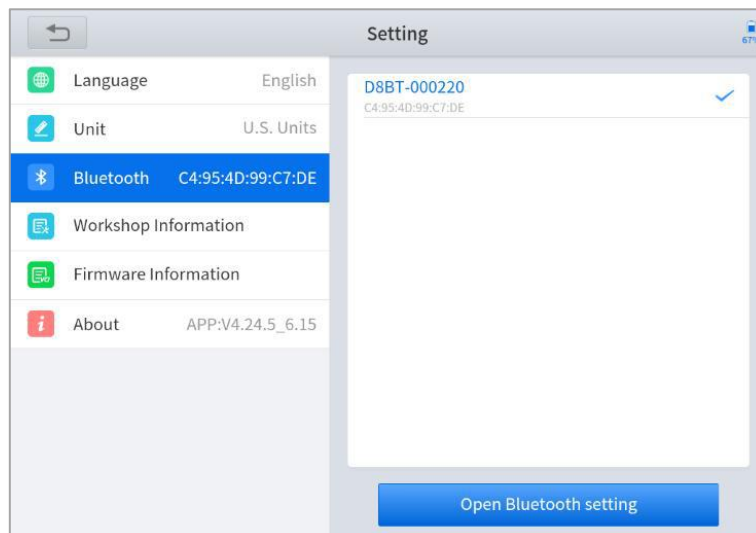 Setting
67%
Language English
Unit U.S. Units
Bluetooth C4:95:4D:99:C7:DE
Workshop Information
Firmware Information
About APP:V4.24.5_6.15
D8BT-000220
C4:95:4D:99:C7:DE
Open Bluetooth setting